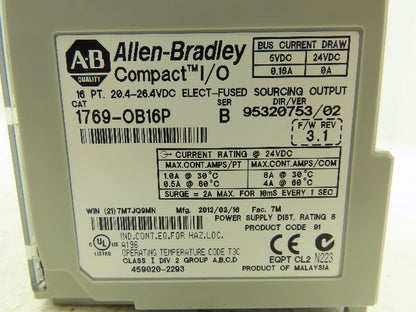 A-B
QUALITY
Allen-Bradley
Compact™ I/O
BUS CURRENT DRAW
5VDC 24VDC
0.16A 0A
16 PT. 20.4-26.4VDC ELECT-FUSED SOURCING OUTPUT
CAT SER DIR/VER
1769-OB16P B 95320753/02
F/W REV
3.1
CURRENT RATING @ 24VDC
MAX.CONT.AMPS/PT MAX.CONT.AMPS/COM
1.0A @ 30°C 8A @ 30°C
0.5A @ 60°C 4A @ 60°C
SURGE = 2A MAX. FOR 10mS EVERY 1 SEC
WIN (21)7M7JQ9MN Mfg. 2012/03/16 Fac. 7M
POWER SUPPLY DIST. RATING 8
PRODUCT CODE 91
UL
LISTED
IND.CONT.EQ.FOR HAZ.LOC.
A196
OPERATING TEMPERATURE CODE T3C
CLASS I DIV 2 GROUP A,B,C,D
459020-2293
CE
EQPT CL2 N223
PRODUCT OF MALAYSIA